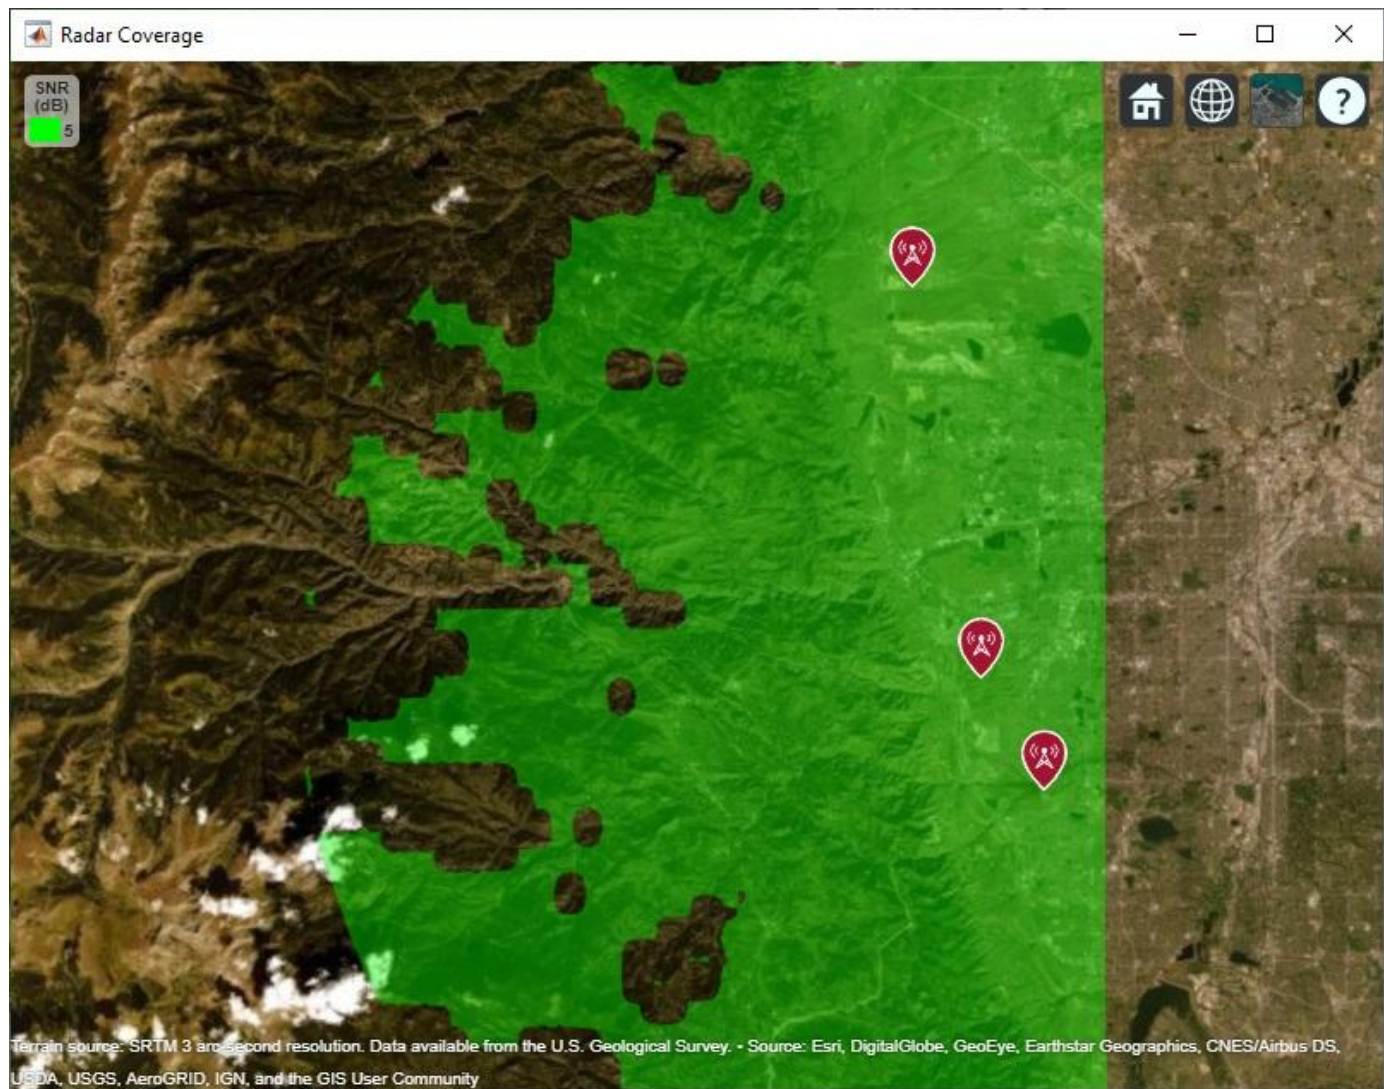 Radar Coverage
SNR
(dB)
5
?
Terrain source: SRTM 3 arc-second resolution. Data available from the U.S. Geological Survey. - Source: Esri, DigitalGlobe, GeoEye, Earthstar Geographics, CNES/Airbus DS,
USDA, USGS, AeroGRID, IGN, and the GIS User Community